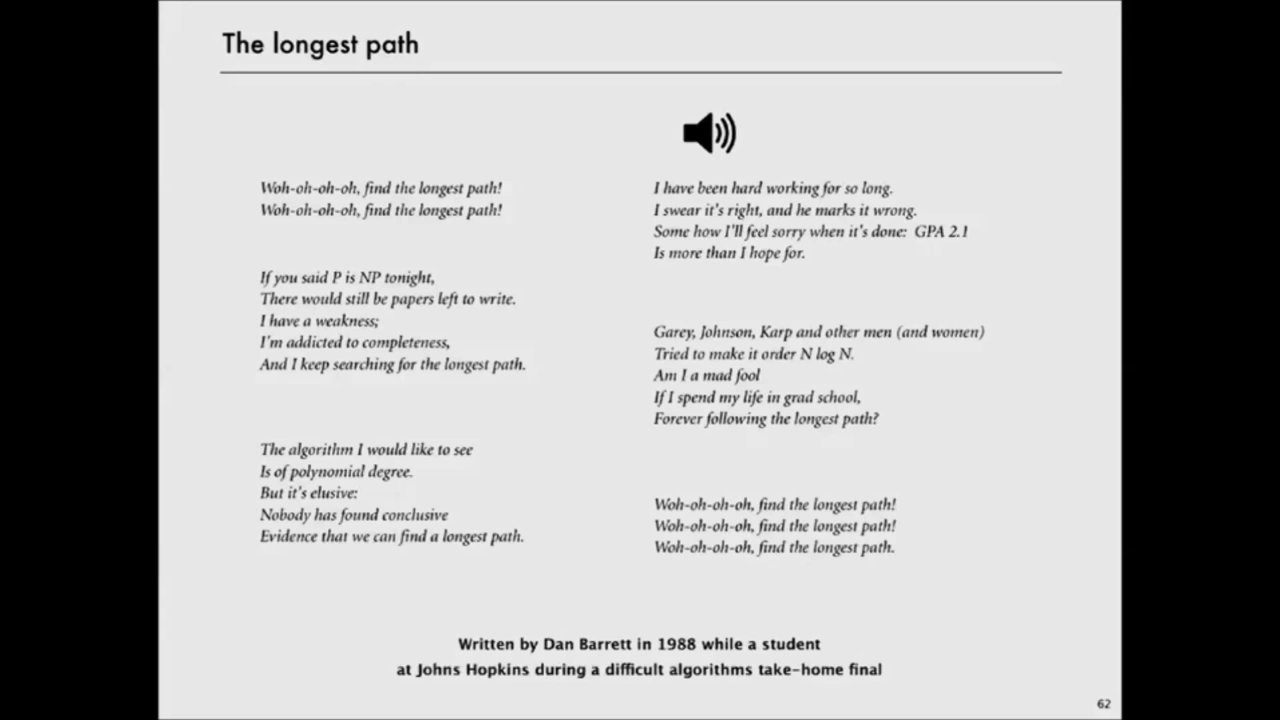 The longest path
Woh-oh-oh-oh, find the longest path!
Woh-oh-oh-oh, find the longest path!
If you said P is NP tonight,
There would still be papers left to write.
I have a weakness;
I'm addicted to completeness,
And I keep searching for the longest path.
The algorithm I would like to see
Is of polynomial degree.
But it's elusive:
Nobody has found conclusive
Evidence that we can find a longest path.
I have been hard working for so long.
I swear it's right, and he marks it wrong.
Some how I'll feel sorry when it's done: GPA 2.1
Is more than I hope for.
Garey, Johnson, Karp and other men (and women)
Tried to make it order N log N.
Am I a mad fool
If I spend my life in grad school,
Forever following the longest path?
Woh-oh-oh-oh, find the longest path!
Woh-oh-oh-oh, find the longest path!
Woh-oh-oh-oh, find the longest path.
Written by Dan Barrett in 1988 while a student
at Johns Hopkins during a difficult algorithms take-home final
62